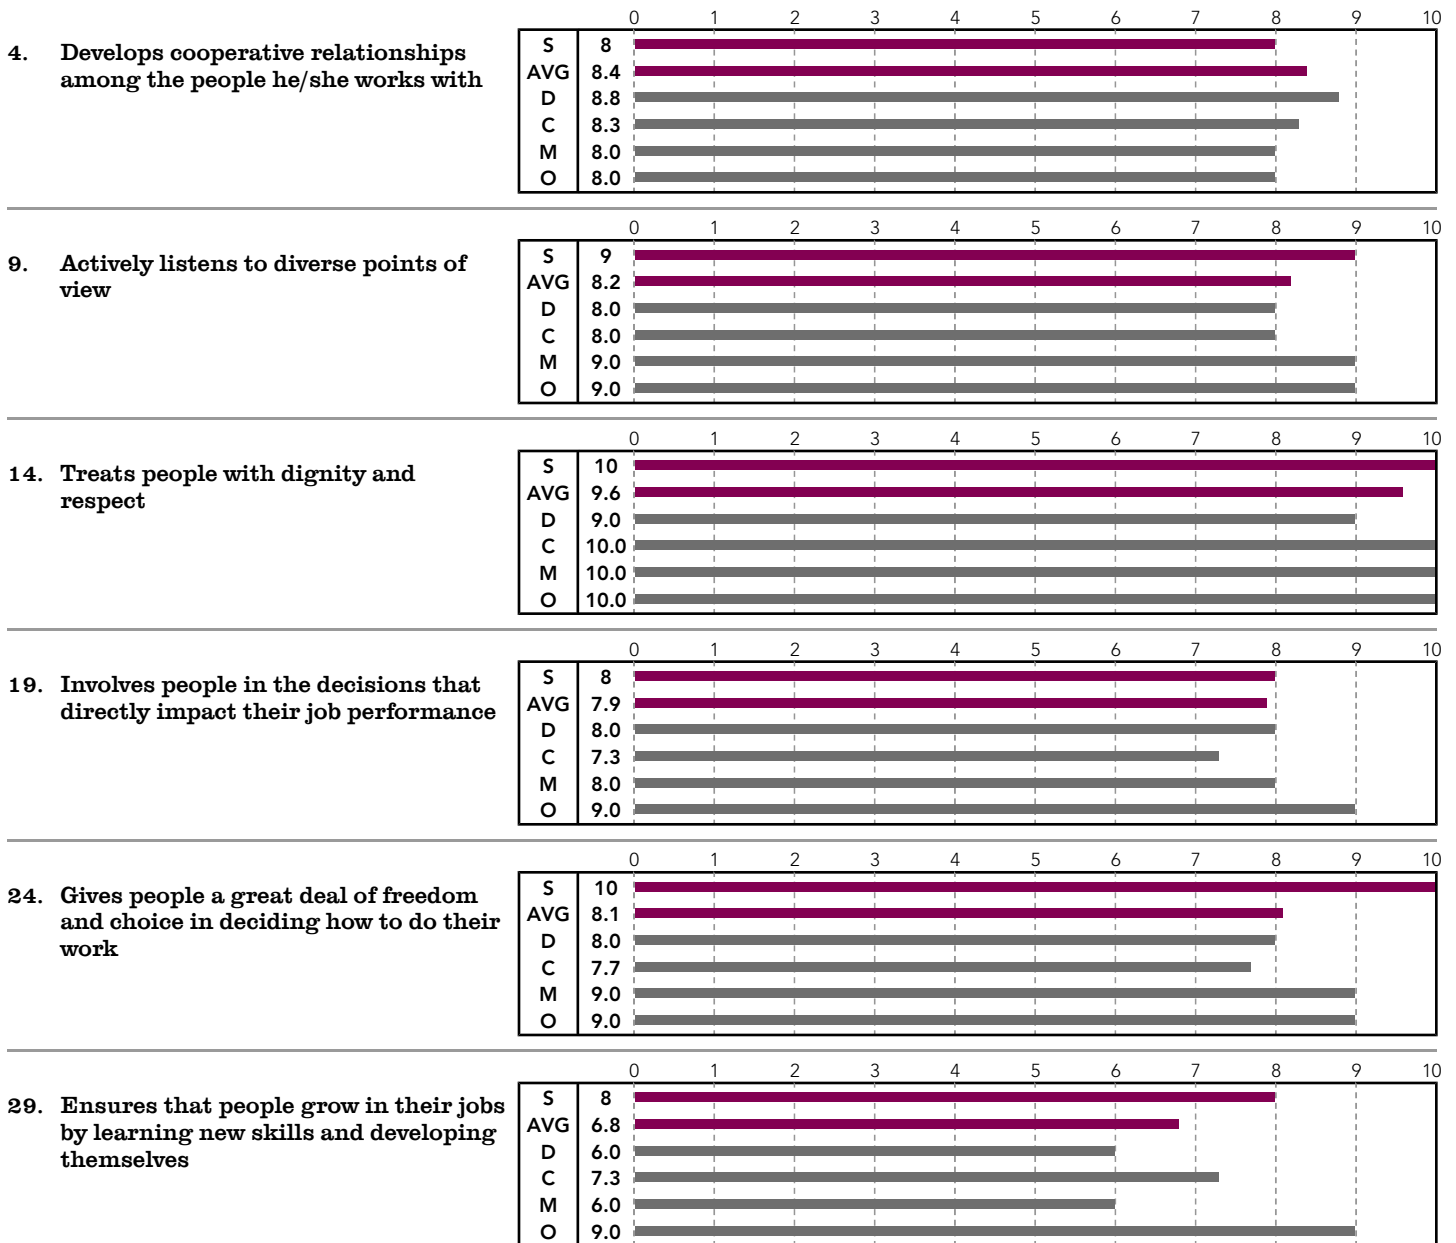 0 1 2 3 4 5 6 7 8 9 10
4. Develops cooperative relationships
among the people he/she works with
S 8
AVG 8.4
D 8.8
C 8.3
M 8.0
O 8.0
0 1 2 3 4 5 6 7 8 9 10
9. Actively listens to diverse points of
view
S 9
AVG 8.2
D 8.0
C 8.0
M 9.0
O 9.0
0 1 2 3 4 5 6 7 8 9 10
14. Treats people with dignity and
respect
S 10
AVG 9.6
D 9.0
C 10.0
M 10.0
O 10.0
0 1 2 3 4 5 6 7 8 9 10
19. Involves people in the decisions that
directly impact their job performance
S 8
AVG 7.9
D 8.0
C 7.3
M 8.0
O 9.0
0 1 2 3 4 5 6 7 8 9 10
24. Gives people a great deal of freedom
and choice in deciding how to do their
work
S 10
AVG 8.1
D 8.0
C 7.7
M 9.0
O 9.0
0 1 2 3 4 5 6 7 8 9 10
29. Ensures that people grow in their jobs
by learning new skills and developing
themselves
S 8
AVG 6.8
D 6.0
C 7.3
M 6.0
O 9.0